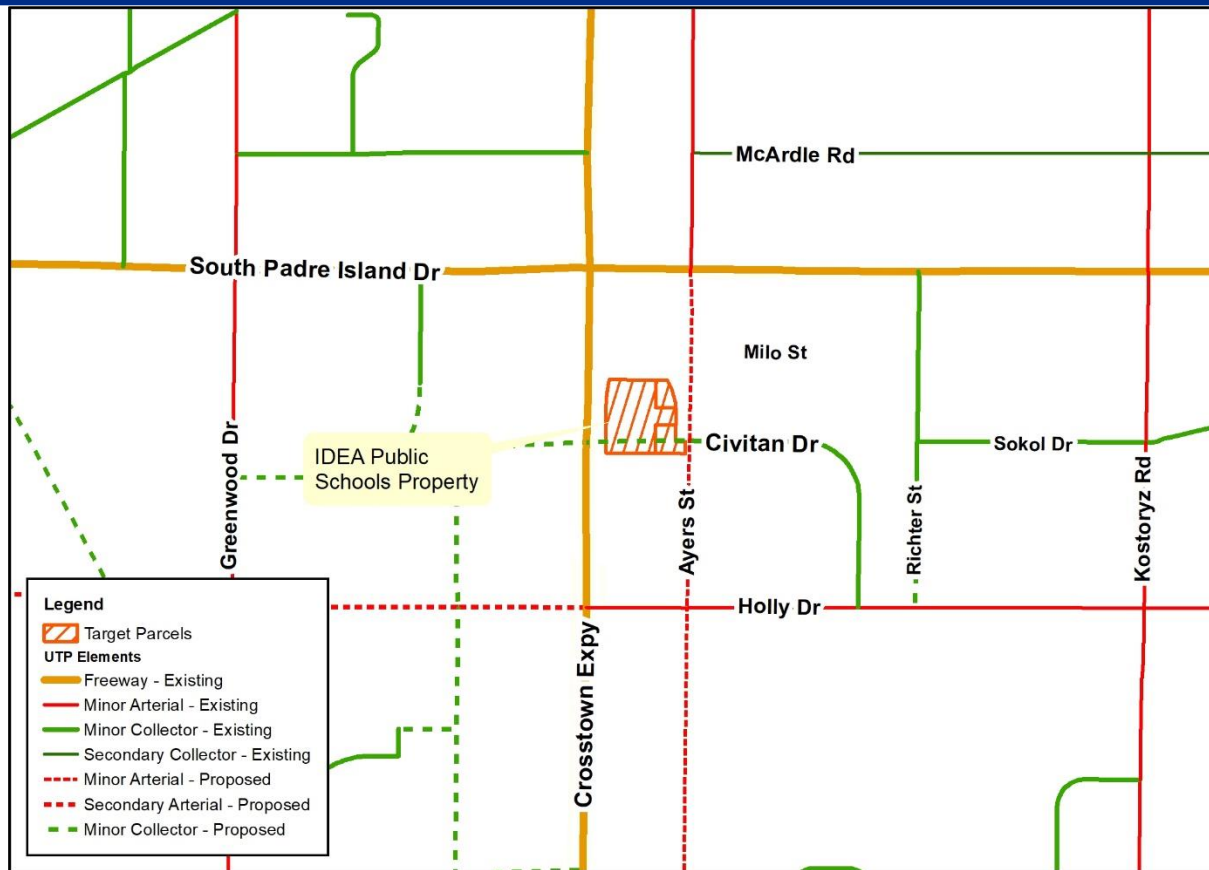 McArdle Rd
South Padre Island Dr
Milo St
Civitan Dr
Sokol Dr
IDEA Public
Schools Property
Greenwood Dr
Ayers St
Richter St
Kostoryz Rd
Holly Dr
Crosstown Expy
Legend
Target Parcels
UTP Elements
Freeway - Existing
Minor Arterial - Existing
Minor Collector - Existing
Secondary Collector - Existing
Minor Arterial - Proposed
Secondary Arterial - Proposed
Minor Collector - Proposed